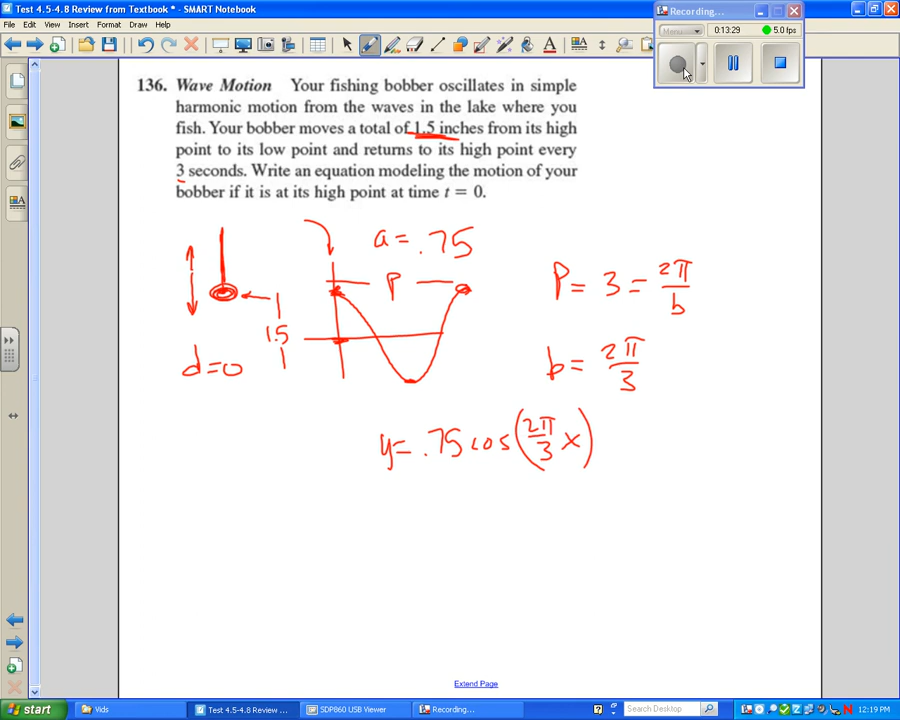 Test 4.5-4.8 Review from Textbook * - SMART Notebook
Recording...
File Edit View Insert Format Draw Help
Menu
0:13:29
5.0 fps
136. Wave Motion Your fishing bobber oscillates in simple
harmonic motion from the waves in the lake where you
fish. Your bobber moves a total of 1.5 inches from its high
point to its low point and returns to its high point every
3 seconds. Write an equation modeling the motion of your
bobber if it is at its high point at time t = 0.
a = .75
P
P = 3 = 2π/b
1.5
d=0
b = 2π/3
y = .75 cos(2π/3 x)
Extend Page
start
Vids
Test 4.5-4.8 Review ...
SDP860 USB Viewer
Recording...
Search Desktop
12:19 PM